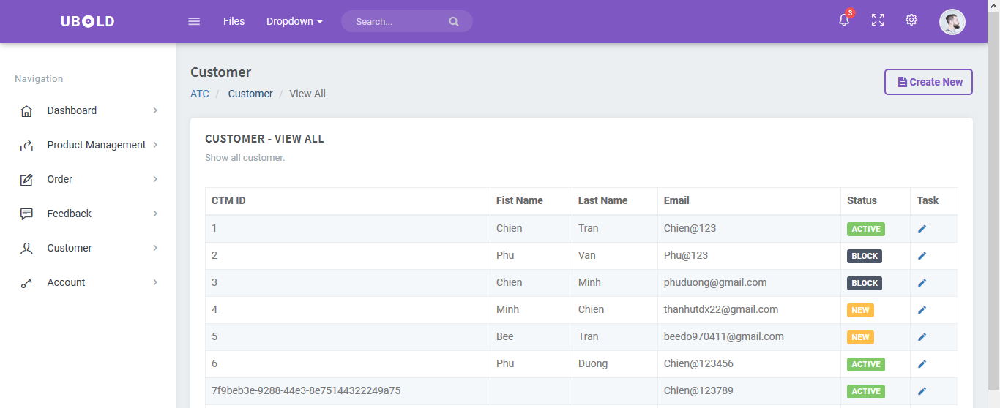 UBOLD
Files
Dropdown
Search...
3
Navigation
Dashboard
Product Management
Order
Feedback
Customer
Account
Customer
ATC / Customer / View All
Create New
CUSTOMER - VIEW ALL
Show all customer.
CTM ID Fist Name Last Name Email Status Task
1 Chien Tran Chien@123 ACTIVE
2 Phu Van Phu@123 BLOCK
3 Chien Minh phuduong@gmail.com BLOCK
4 Minh Chien thanhutdx22@gmail.com NEW
5 Bee Tran beedo970411@gmail.com NEW
6 Phu Duong Chien@123456 ACTIVE
7f9beb3e-9288-44e3-8e75144322249a75 Chien@123789 ACTIVE